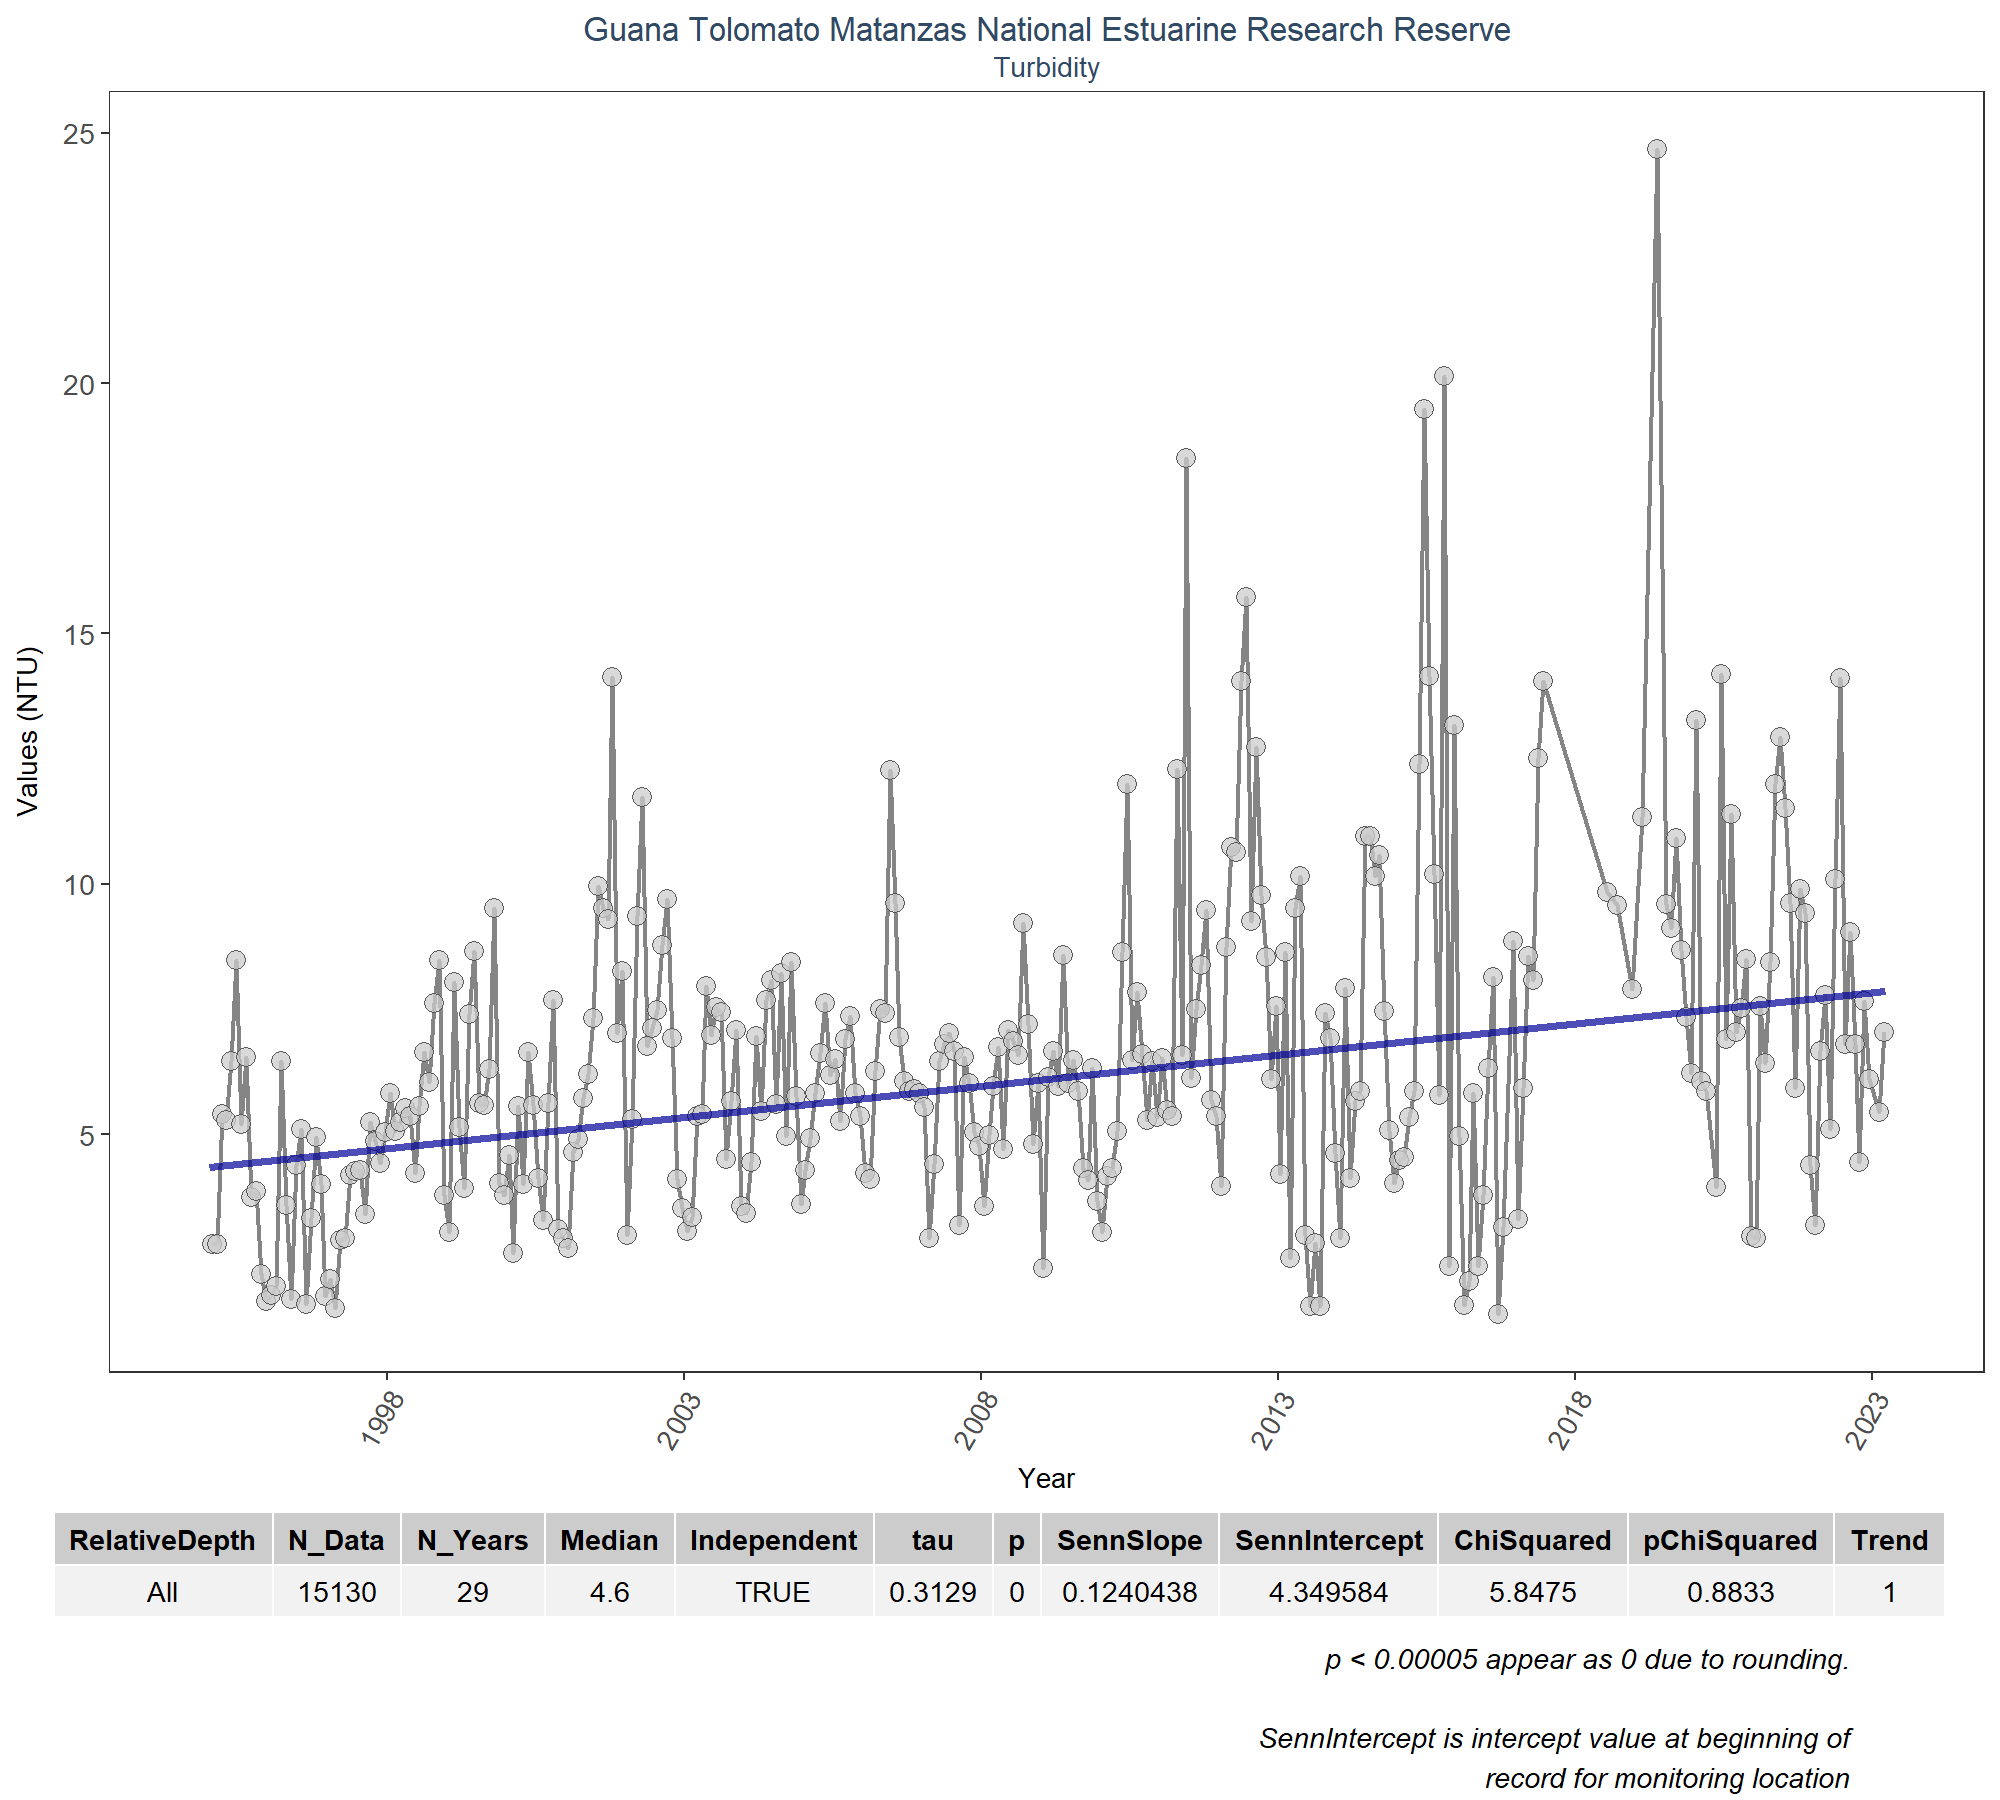 Guana Tolomato Matanzas National Estuarine Research Reserve
Turbidity
25
20
15
10
5
Values (NTU)
1998
2003
2008
2013
2018
2023
Year
RelativeDepth N_Data N_Years Median Independent tau p SennSlope SennIntercept ChiSquared pChiSquared Trend
All 15130 29 4.6 TRUE 0.3129 0 0.1240438 4.349584 5.8475 0.8833 1
p < 0.00005 appear as 0 due to rounding.
SennIntercept is intercept value at beginning of
record for monitoring location